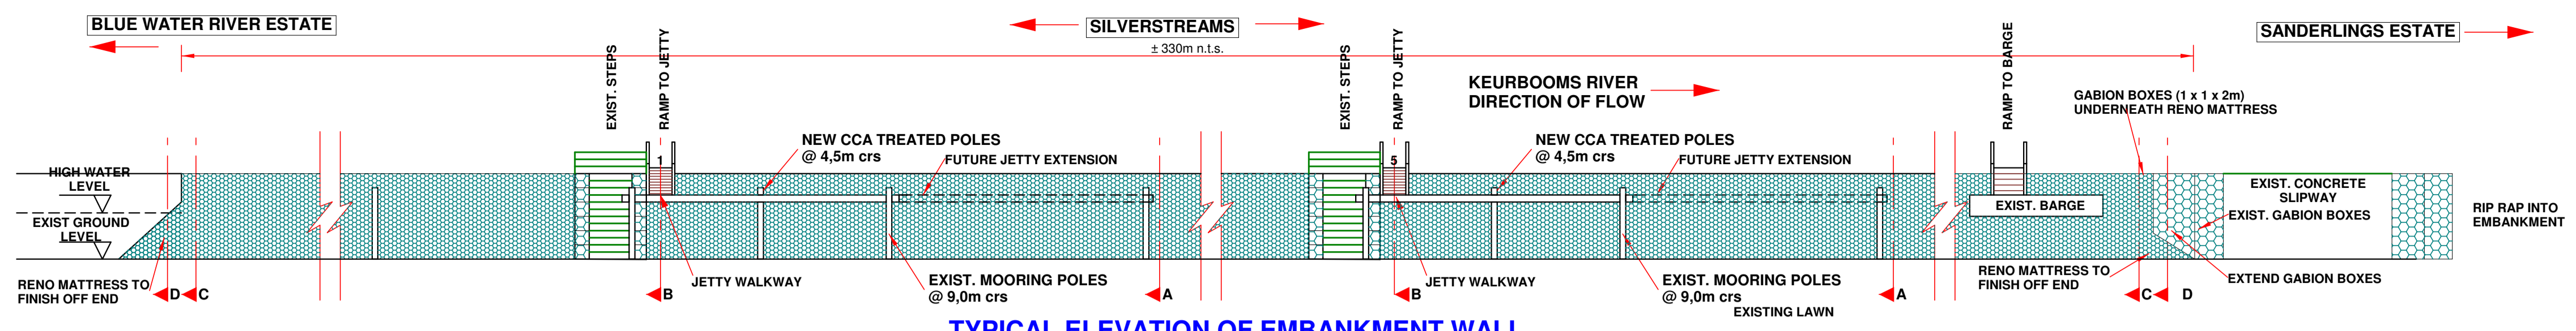 BLUE WATER RIVER ESTATE
SILVERSTREAMS
± 330m n.t.s.
SANDERLINGS ESTATE
EXIST. STEPS
RAMP TO JETTY
EXIST. STEPS
RAMP TO JETTY
RAMP TO BARGE
KEURBOOMS RIVER
DIRECTION OF FLOW
GABION BOXES (1 x 1 x 2m)
UNDERNEATH RENO MATTRESS
NEW CCA TREATED POLES
@ 4,5m crs
FUTURE JETTY EXTENSION
NEW CCA TREATED POLES
@ 4,5m crs
FUTURE JETTY EXTENSION
1
5
HIGH WATER
LEVEL
EXIST GROUND
LEVEL
EXIST. BARGE
EXIST. CONCRETE
SLIPWAY
EXIST. GABION BOXES
RIP RAP INTO
EMBANKMENT
RENO MATTRESS TO
FINISH OFF END
D
C
B
JETTY WALKWAY
EXIST. MOORING POLES
@ 9,0m crs
A
B
JETTY WALKWAY
EXIST. MOORING POLES
@ 9,0m crs
EXISTING LAWN
A
RENO MATTRESS TO
FINISH OFF END
C
D
EXTEND GABION BOXES
TYPICAL ELEVATION OF EMBANKMENT WALL